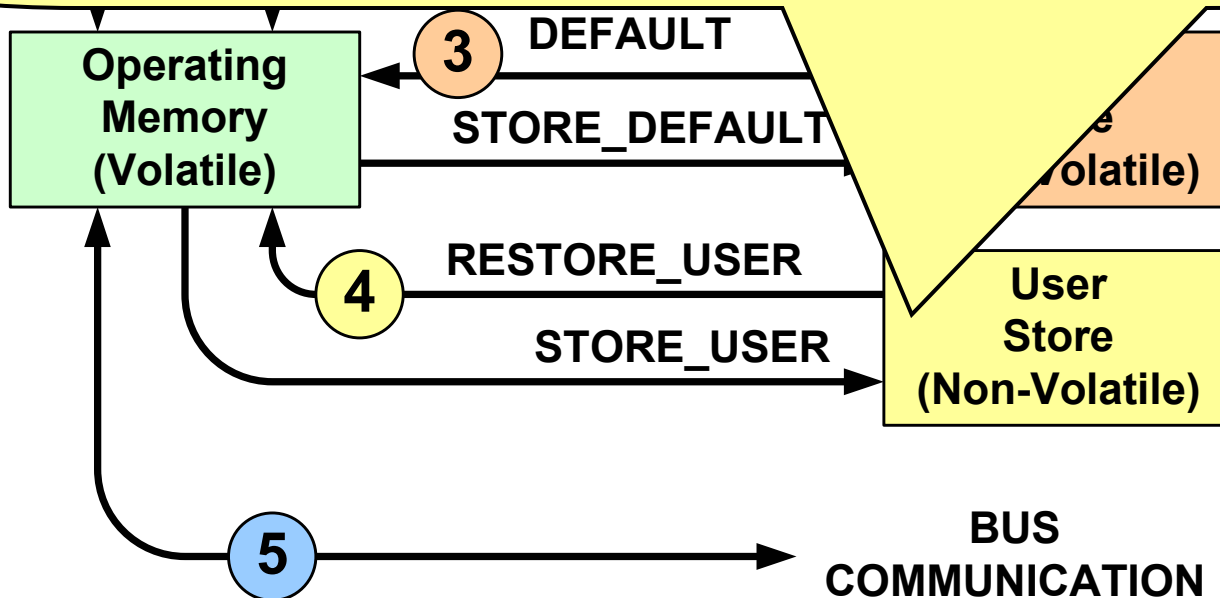 Operating
Memory
(Volatile)
3
DEFAULT
STORE_DEFAULT
olatile)
4
RESTORE_USER
STORE_USER
User
Store
(Non-Volatile)
5
BUS
COMMUNICATION